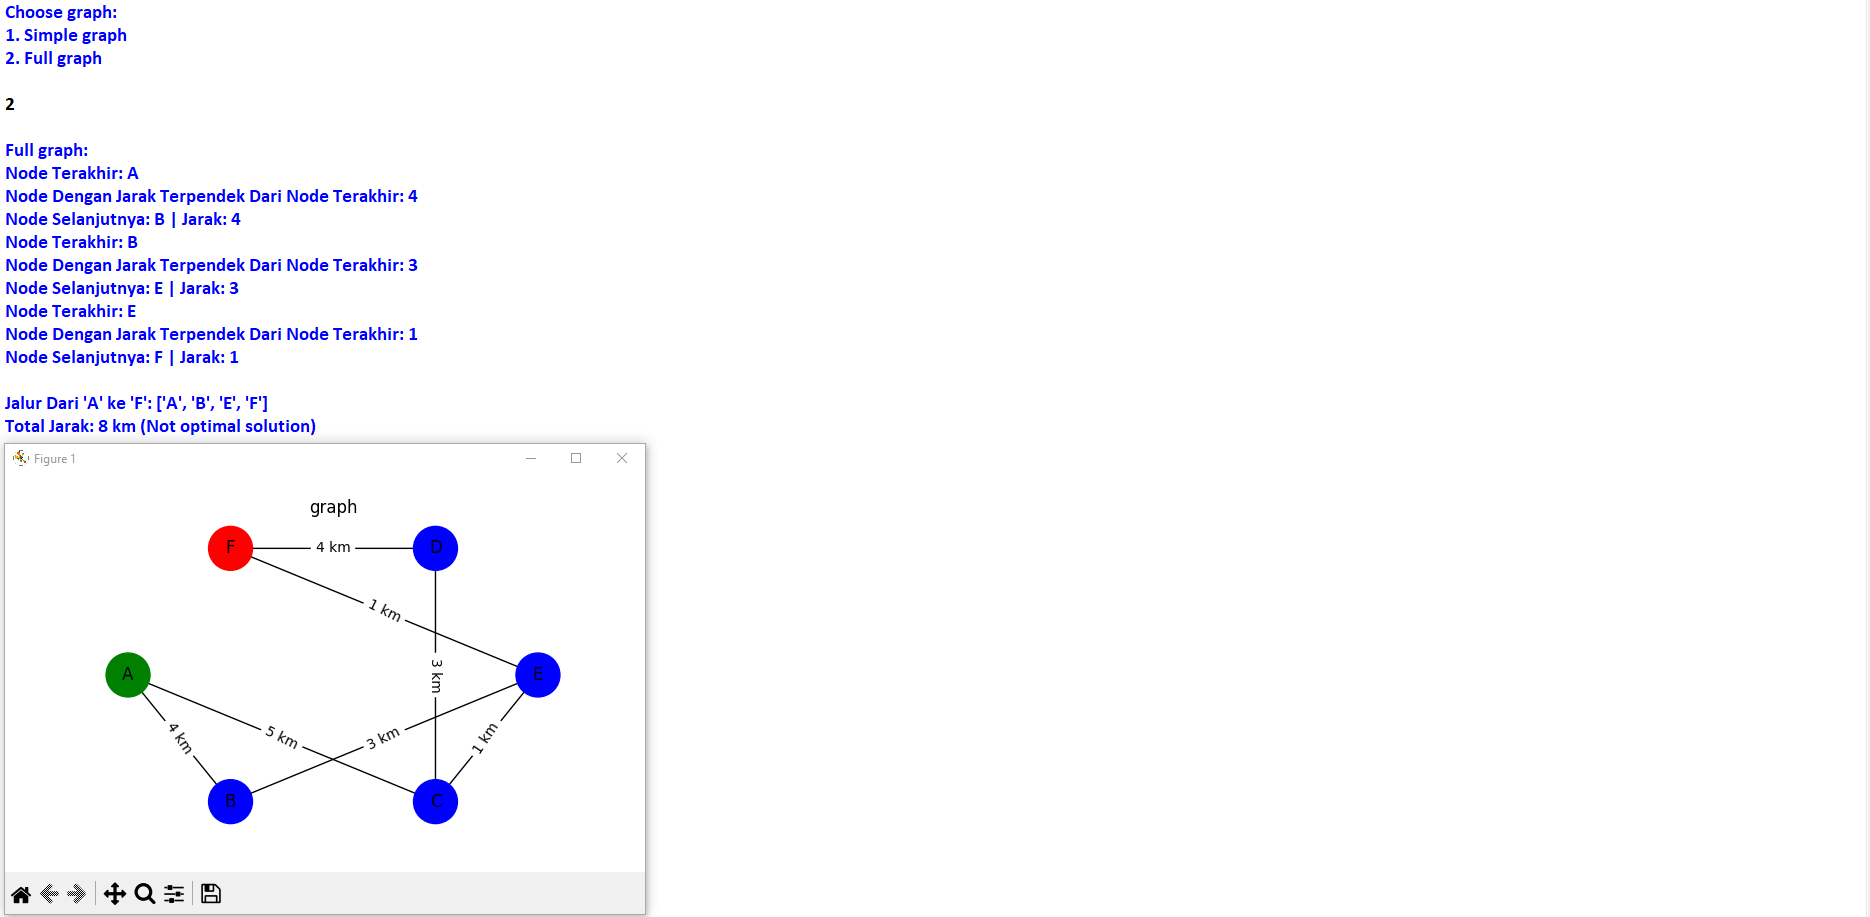 Choose graph:
1. Simple graph
2. Full graph
2
Full graph:
Node Terakhir: A
Node Dengan Jarak Terpendek Dari Node Terakhir: 4
Node Selanjutnya: B | Jarak: 4
Node Terakhir: B
Node Dengan Jarak Terpendek Dari Node Terakhir: 3
Node Selanjutnya: E | Jarak: 3
Node Terakhir: E
Node Dengan Jarak Terpendek Dari Node Terakhir: 1
Node Selanjutnya: F | Jarak: 1
Jalur Dari 'A' ke 'F': ['A', 'B', 'E', 'F']
Total Jarak: 8 km (Not optimal solution)
Figure 1
graph
F
4 km
D
1 km
A
3 km
E
4 km
5 km
3 km
1 km
B
C